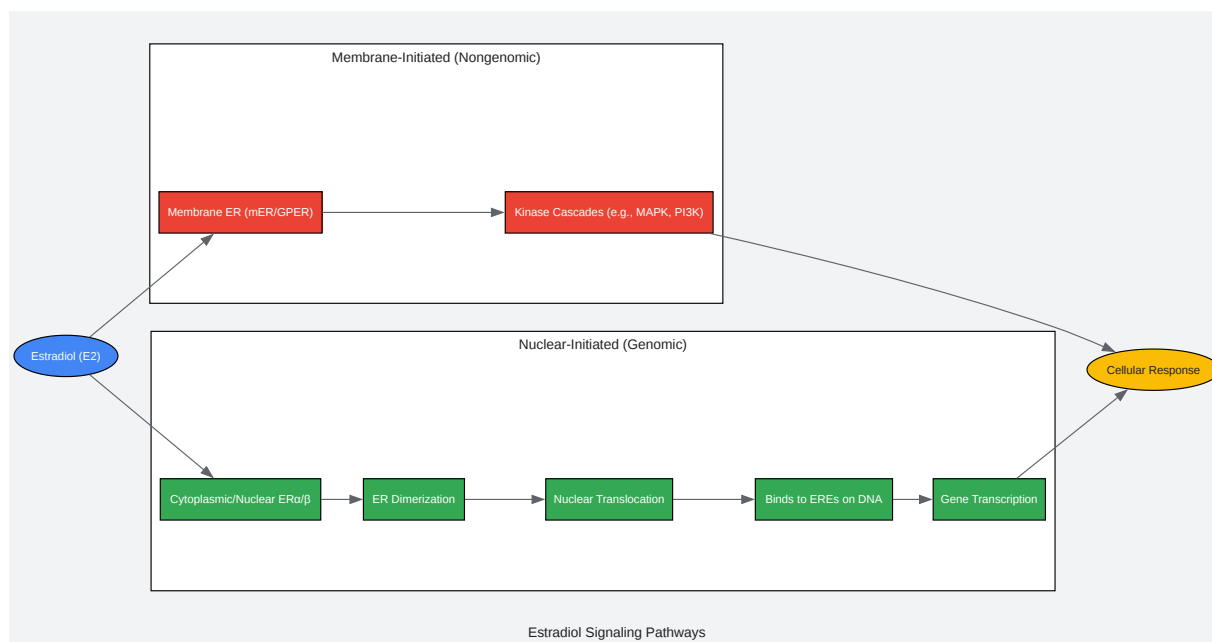 Membrane-Initiated (Nongenomic)
Membrane ER (mER/GPER)
Kinase Cascades (e.g., MAPK, PI3K)
Estradiol (E2)
Nuclear-Initiated (Genomic)
Cellular Response
Cytoplasmic/Nuclear ERα/β
ER Dimerization
Nuclear Translocation
Binds to EREs on DNA
Gene Transcription
Estradiol Signaling Pathways